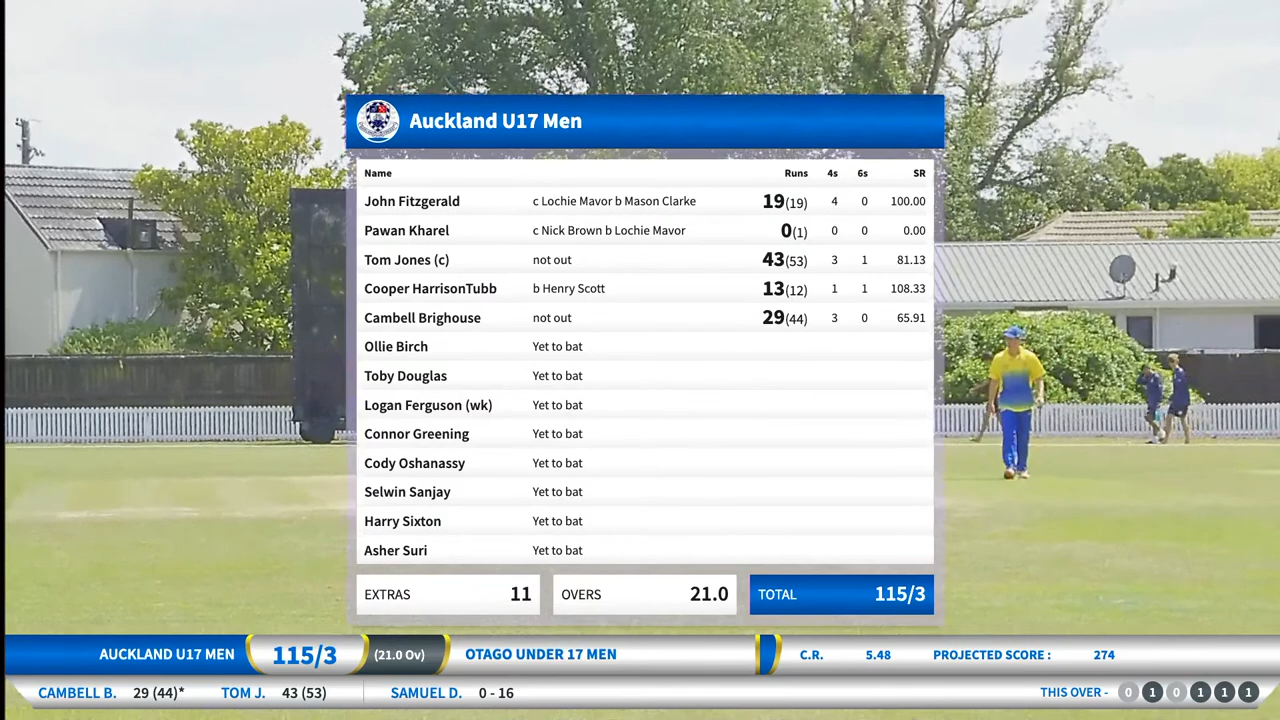 Auckland U17 Men
Name Runs 4s 6s SR
John Fitzgerald c Lochie Mavor b Mason Clarke 19(19) 4 0 100.00
Pawan Kharel c Nick Brown b Lochie Mavor 0(1) 0 0 0.00
Tom Jones (c) not out 43(53) 3 1 81.13
Cooper HarrisonTubb b Henry Scott 13(12) 1 1 108.33
Cambell Brighouse not out 29(44) 3 0 65.91
Ollie Birch Yet to bat
Toby Douglas Yet to bat
Logan Ferguson (wk) Yet to bat
Connor Greening Yet to bat
Cody Oshanassy Yet to bat
Selwin Sanjay Yet to bat
Harry Sixton Yet to bat
Asher Suri Yet to bat
EXTRAS 11 OVERS 21.0 TOTAL 115/3
AUCKLAND U17 MEN 115/3 (21.0 Ov) OTAGO UNDER 17 MEN C.R. 5.48 PROJECTED SCORE : 274
CAMBELL B. 29 (44)* TOM J. 43 (53) SAMUEL D. 0 - 16 THIS OVER - 0 1 0 1 1 1